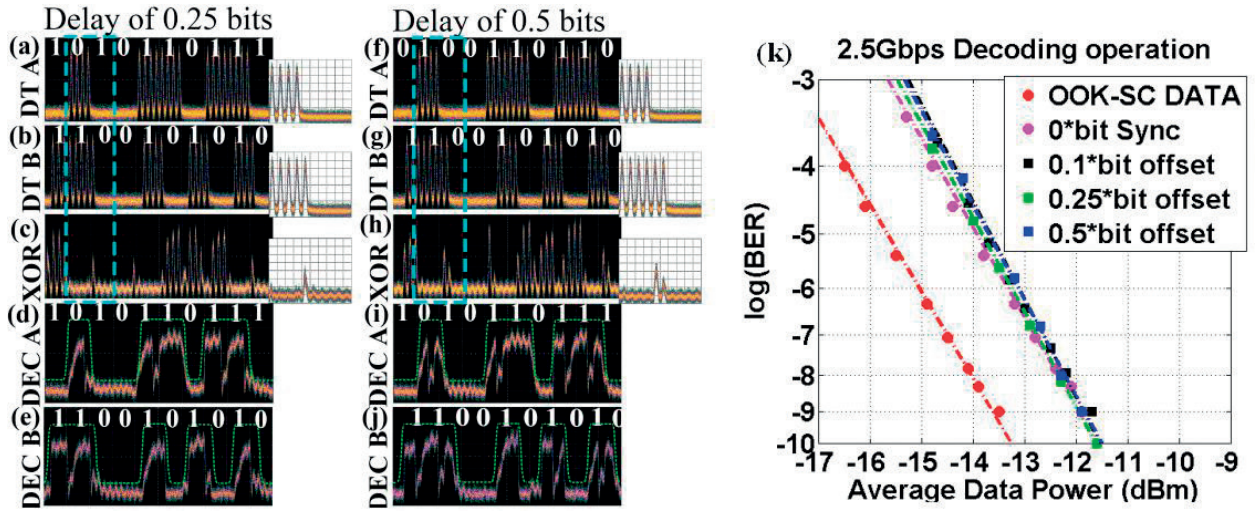 Delay of 0.25 bits
(a) 1 0 1 0 0 1 1 0 1 1 1
DT A
(b) 1 1 0 0 1 0 1 0 1 0
DT B
(c)
XOR
(d) 1 0 1 0 1 1 0 1 1 1
DEC A
(e) 1 1 0 0 1 0 1 0 1 0
DEC B
Delay of 0.5 bits
(f) 0 1 0 0 1 1 0 1 1 0
DT A
(g) 1 1 0 0 1 0 1 0 1 0
DT B
(h)
XOR
(i) 1 0 1 0 0 1 1 0 1 1 1
DEC A
(j) 1 1 0 0 1 0 1 0 1 1 0
DEC B
(k) 2.5Gbps Decoding operation
OOK-SC DATA
0*bit Sync
0.1*bit offset
0.25*bit offset
0.5*bit offset
log(BER)
-3
-4
-5
-6
-7
-8
-9
-10
-17 -16 -15 -14 -13 -12 -11 -10 -9
Average Data Power (dBm)